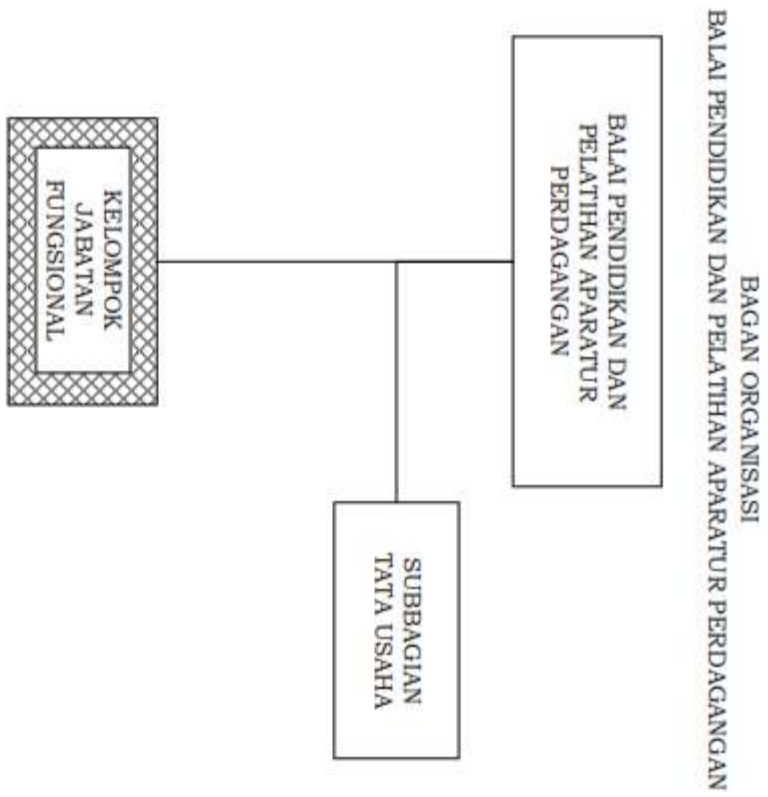 BAGAN ORGANISASI
BALAI PENDIDIKAN DAN PELATIHAN APARATUR PERDAGANGAN
BALAI PENDIDIKAN DAN
PELATIHAN APARATUR
PERDAGANGAN
SUBBAGIAN
TATA USAHA
KELOMPOK
JABATAN
FUNGSIONAL